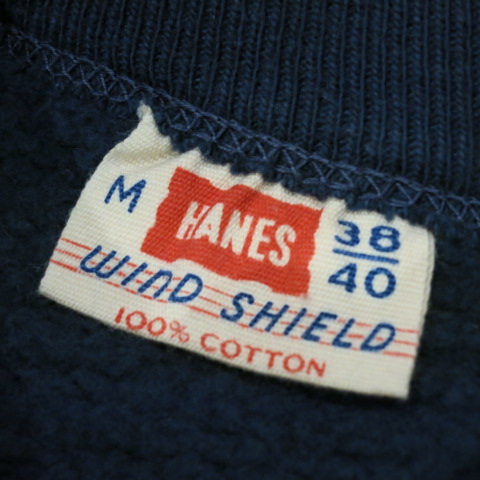 M HANES 38
40
WIND SHIELD
100% COTTON